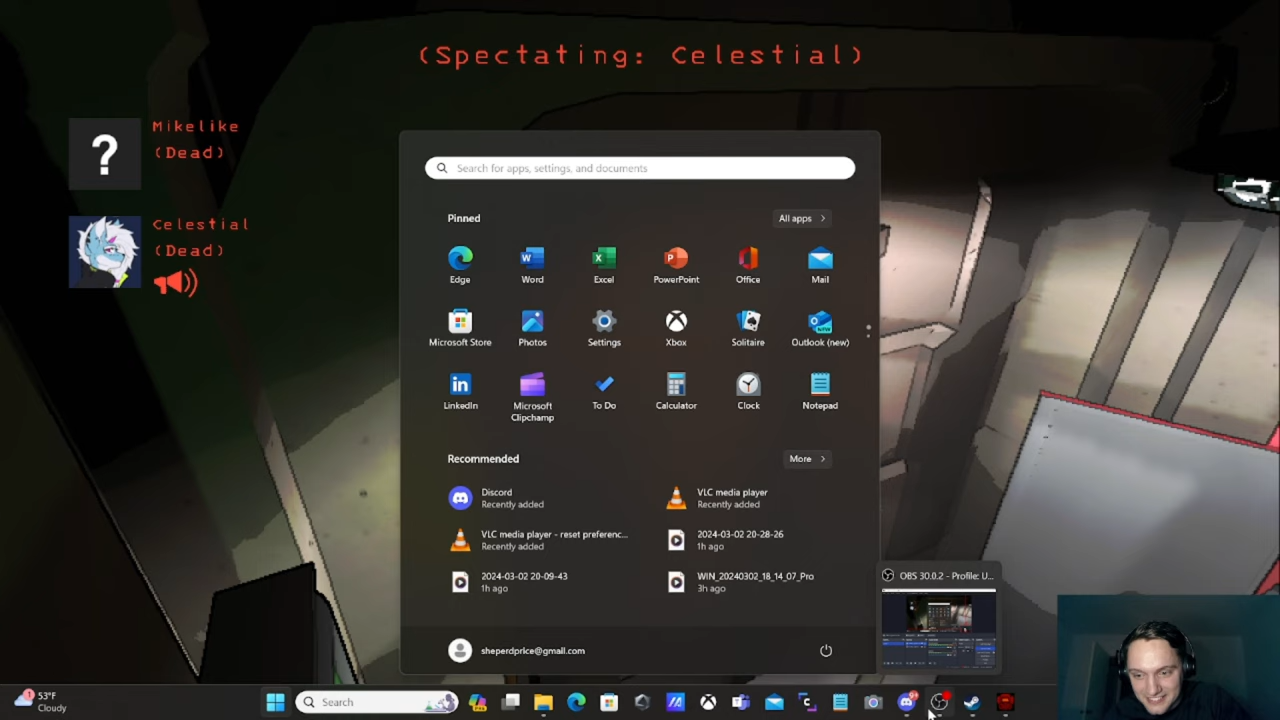 (Spectating: Celestial)
Mikelike
(Dead)
Celestial
(Dead)
Search for apps, settings, and documents
Pinned
All apps
Edge
Word
Excel
PowerPoint
Office
Mail
Microsoft Store
Photos
Settings
Xbox
Solitaire
Outlook (new)
LinkedIn
Microsoft
Clipchamp
To Do
Calculator
Clock
Notepad
Recommended
More
Discord
Recently added
VLC media player
Recently added
VLC media player - reset preferenc...
Recently added
2024-03-02 20-28-26
1h ago
2024-03-02 20-09-43
1h ago
WIN_20240302_18_14_07_Pro
3h ago
OBS 30.0.2 - Profile: U...
sheperdprice@gmail.com
53°F
Cloudy
Search